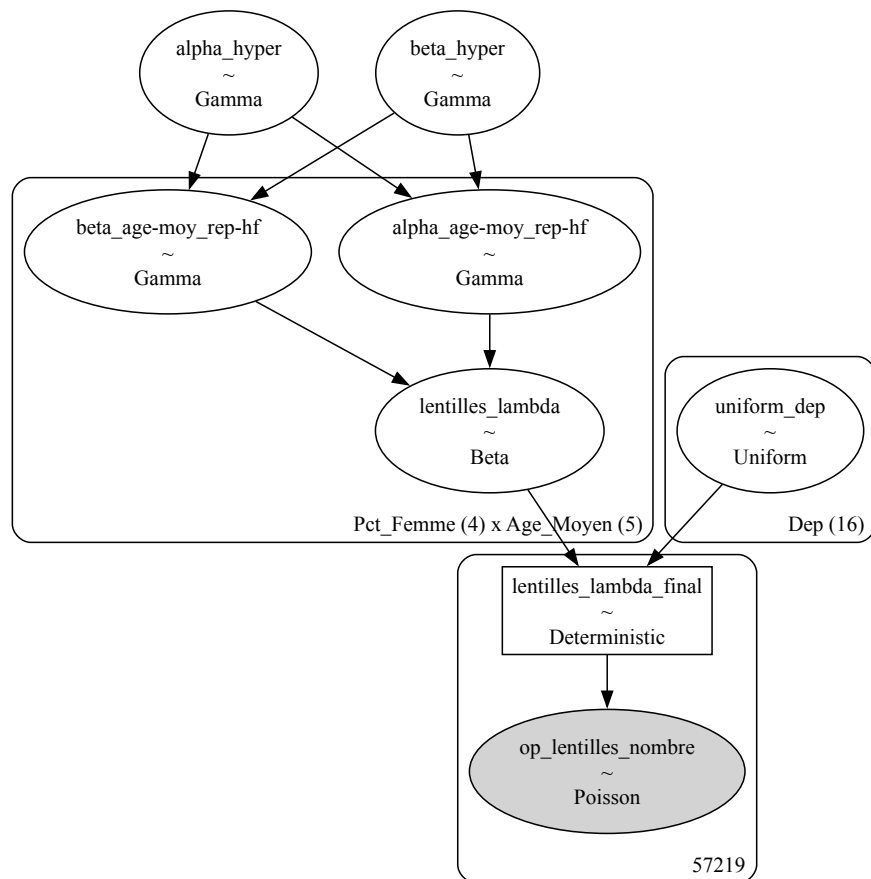 alpha_hyper
~
Gamma
beta_hyper
~
Gamma
beta_age-moy_rep-hf
~
Gamma
alpha_age-moy_rep-hf
~
Gamma
lentilles_lambda
~
Beta
Pct_Femme (4) x Age_Moyen (5)
uniform_dep
~
Uniform
Dep (16)
lentilles_lambda_final
~
Deterministic
op_lentilles_nombre
~
Poisson
57219